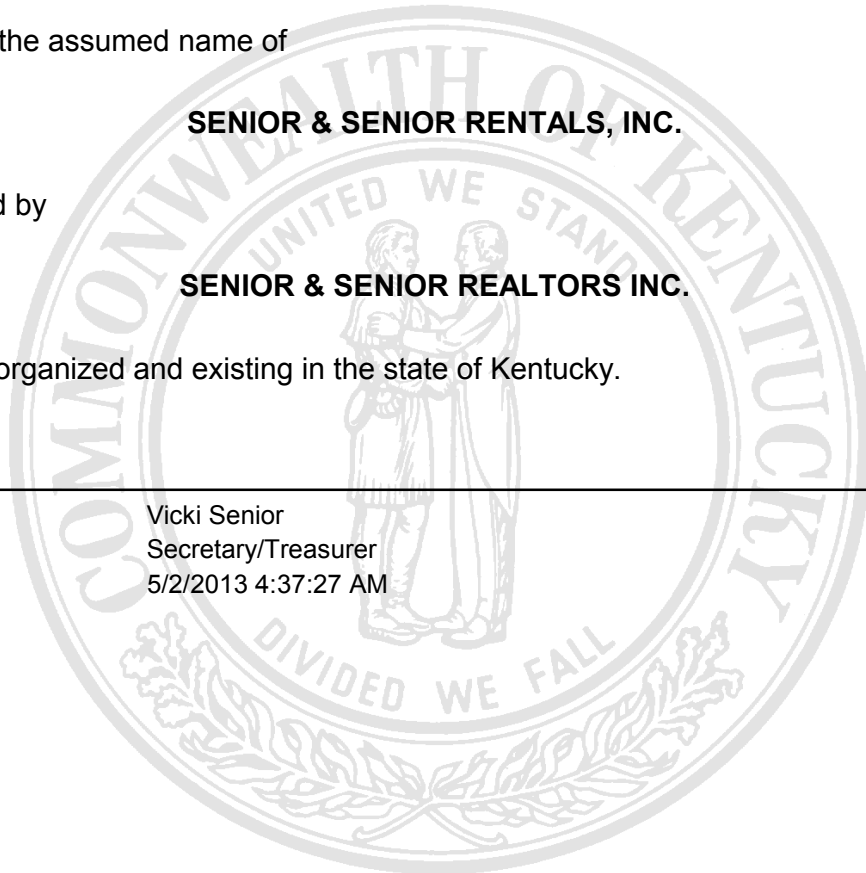 the assumed name of
SENIOR & SENIOR RENTALS, INC.
d by
SENIOR & SENIOR REALTORS INC.
organized and existing in the state of Kentucky.
Vicki Senior
Secretary/Treasurer
5/2/2013 4:37:27 AM
COMMONWEALTH OF KENTUCKY
UNITED WE STAND
DIVIDED WE FALL